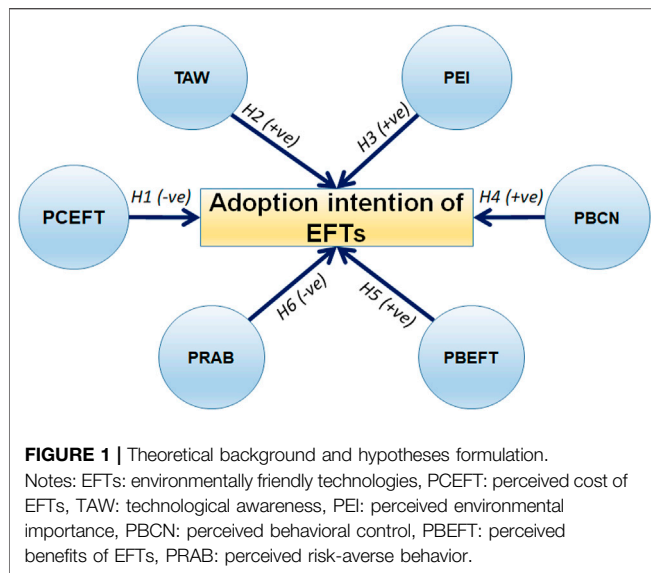 TAW
PEI
H2 (+ve)
H3 (+ve)
PCEFT
H1 (-ve)
Adoption intention of
EFTs
H4 (+ve)
PBCN
H6 (-ve)
H5 (+ve)
PRAB
PBEFT
FIGURE 1 | Theoretical background and hypotheses formulation.
Notes: EFTs: environmentally friendly technologies, PCEFT: perceived cost of
EFTs, TAW: technological awareness, PEI: perceived environmental
importance, PBCN: perceived behavioral control, PBEFT: perceived
benefits of EFTs, PRAB: perceived risk-averse behavior.